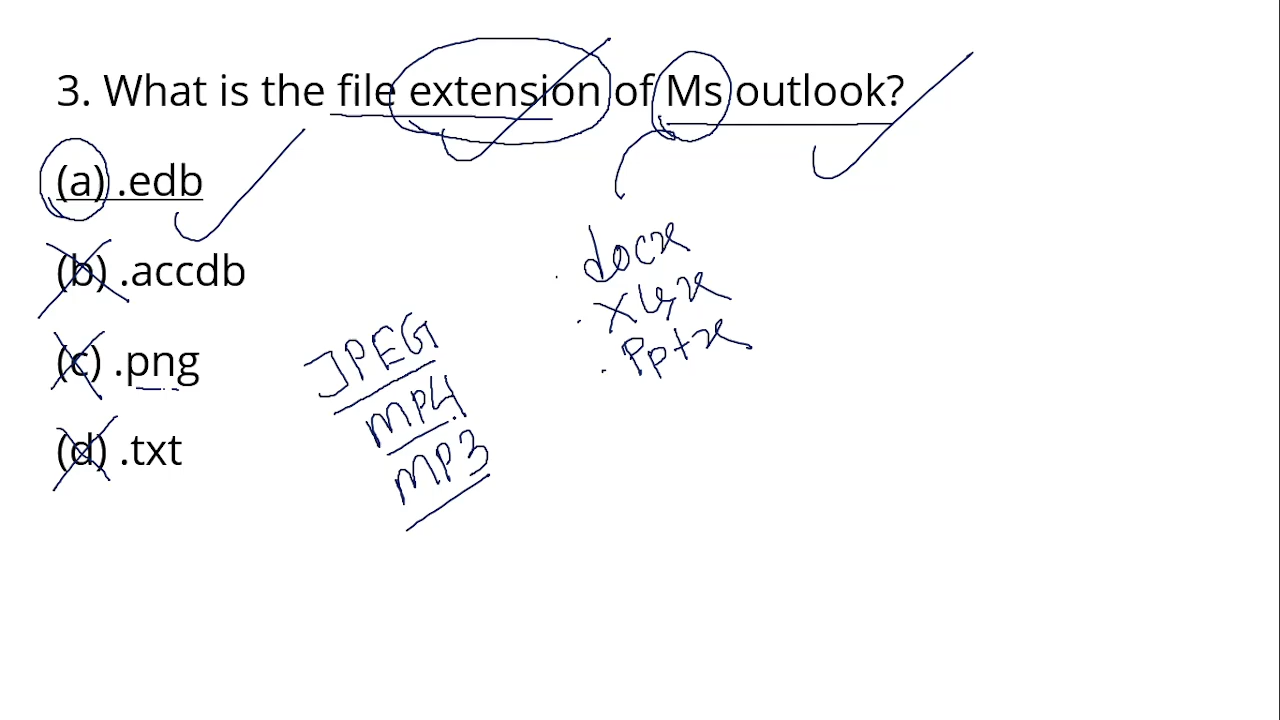 3. What is the file extension of Ms outlook?
(a) .edb
(b) .accdb
(c) .png
(d) .txt
.docx
.xlsx
.pptx
JPEG
MP4
MP3